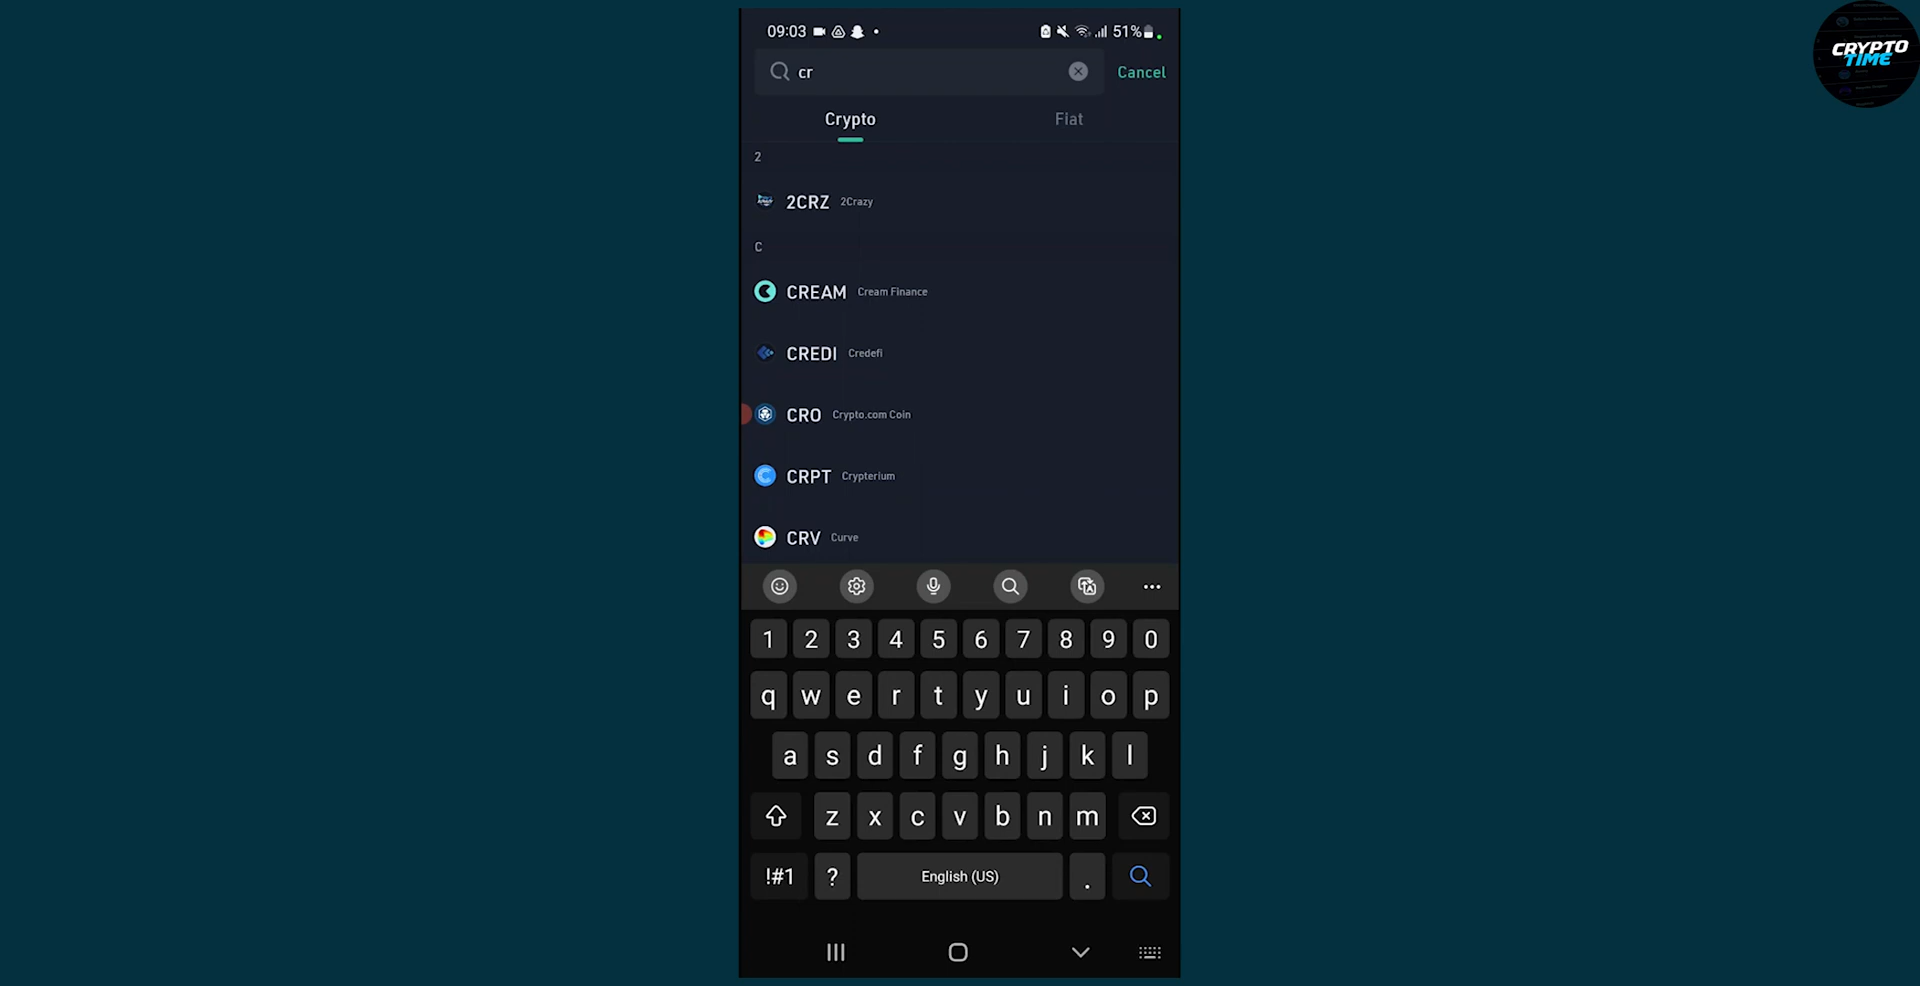 09:03 51%
cr Cancel
Crypto Fiat
2
2CRZ 2Crazy
C
CREAM Cream Finance
CREDI Credefi
CRO Crypto.com Coin
CRPT Crypterium
CRV Curve
1 2 3 4 5 6 7 8 9 0
q w e r t y u i o p
a s d f g h j k l
z x c v b n m
!#1 ? English (US) .
CRYPTO
TIME